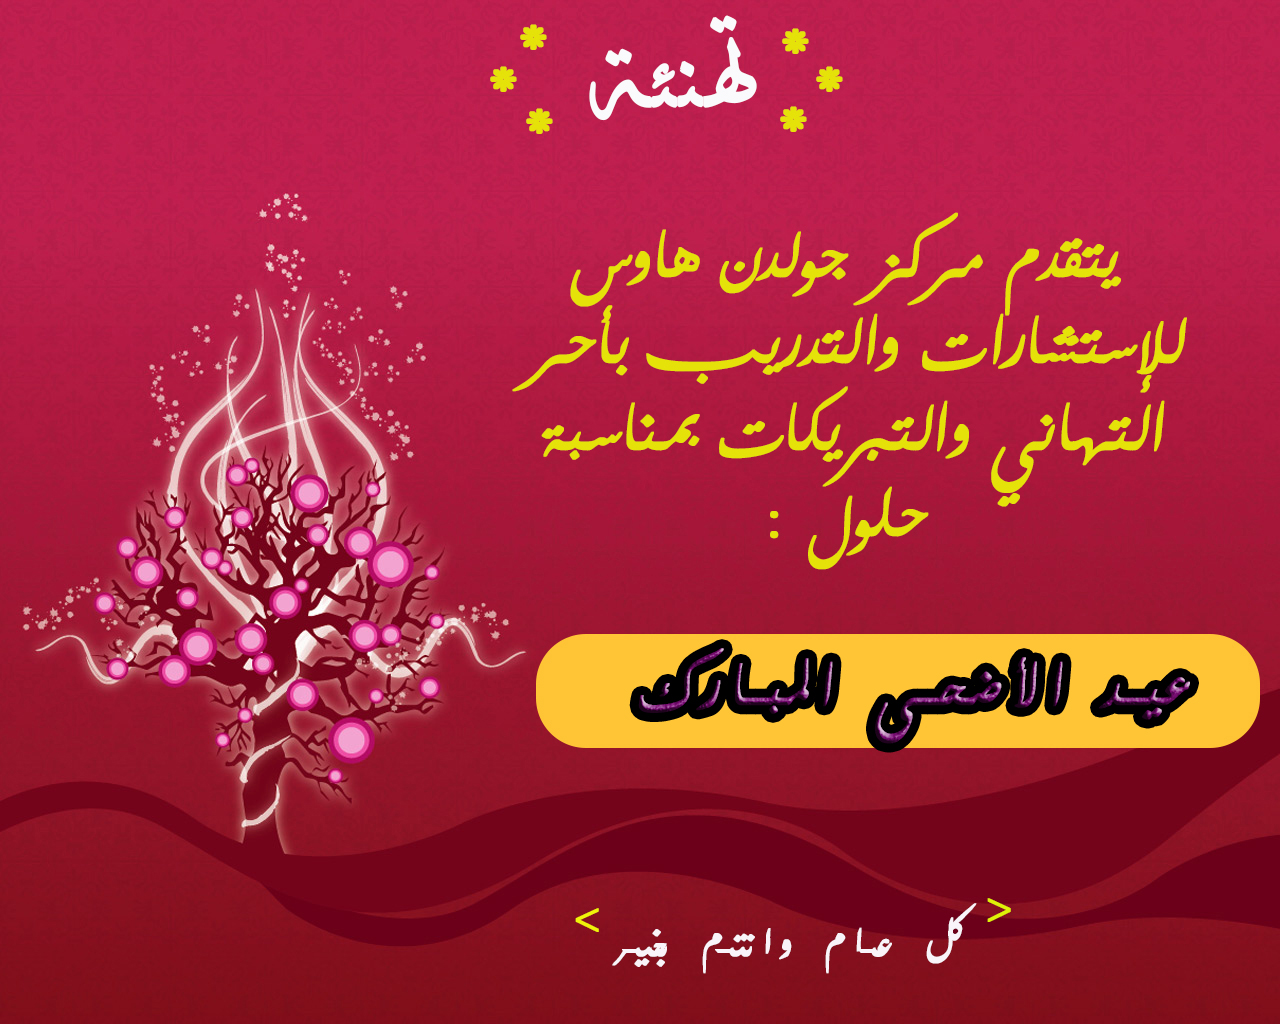 تهنئة
يتقدم مركز جولدن هاوس
للإستشارات والتدريب بأحر
التهاني والتبريكات بمناسبة
حلول :
عيد الأضحى المبارك
< كل عام وانتم بخير >